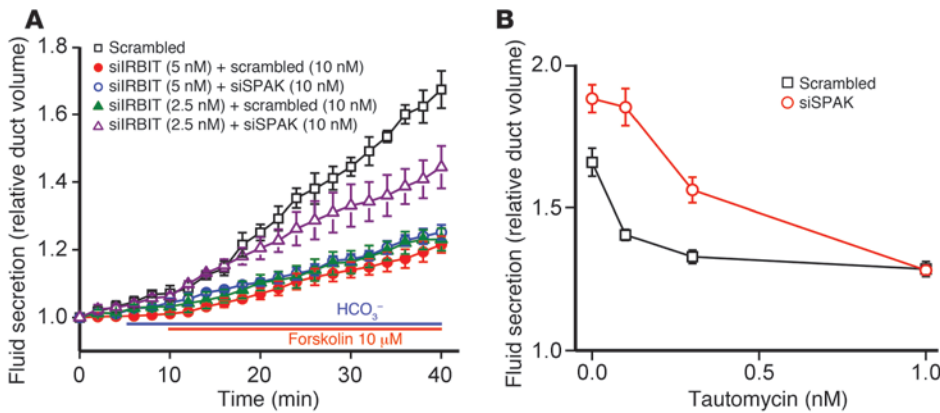 A
Fluid secretion (relative duct volume)
1.8
1.6
1.4
1.2
1.0
Scrambled
siIRBIT (5 nM) + scrambled (10 nM)
siIRBIT (5 nM) + siSPAK (10 nM)
siIRBIT (2.5 nM) + scrambled (10 nM)
siIRBIT (2.5 nM) + siSPAK (10 nM)
HCO₃⁻
Forskolin 10 μM
0 10 20 30 40
Time (min)
B
Fluid secretion (relative duct volume)
2.0
1.5
1.0
Scrambled
siSPAK
0.0 0.5 1.0
Tautomycin (nM)